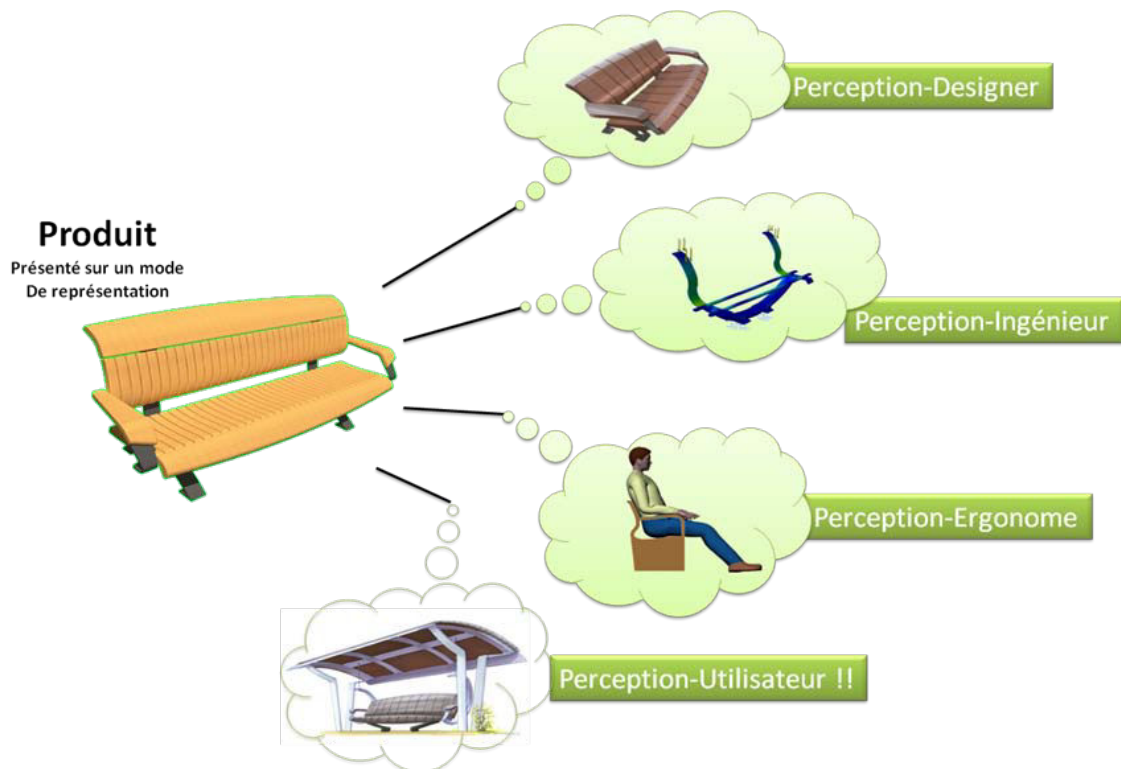 Perception-Designer
Produit
Présenté sur un mode
De représentation
Perception-Ingénieur
Perception-Ergonome
Perception-Utilisateur !!